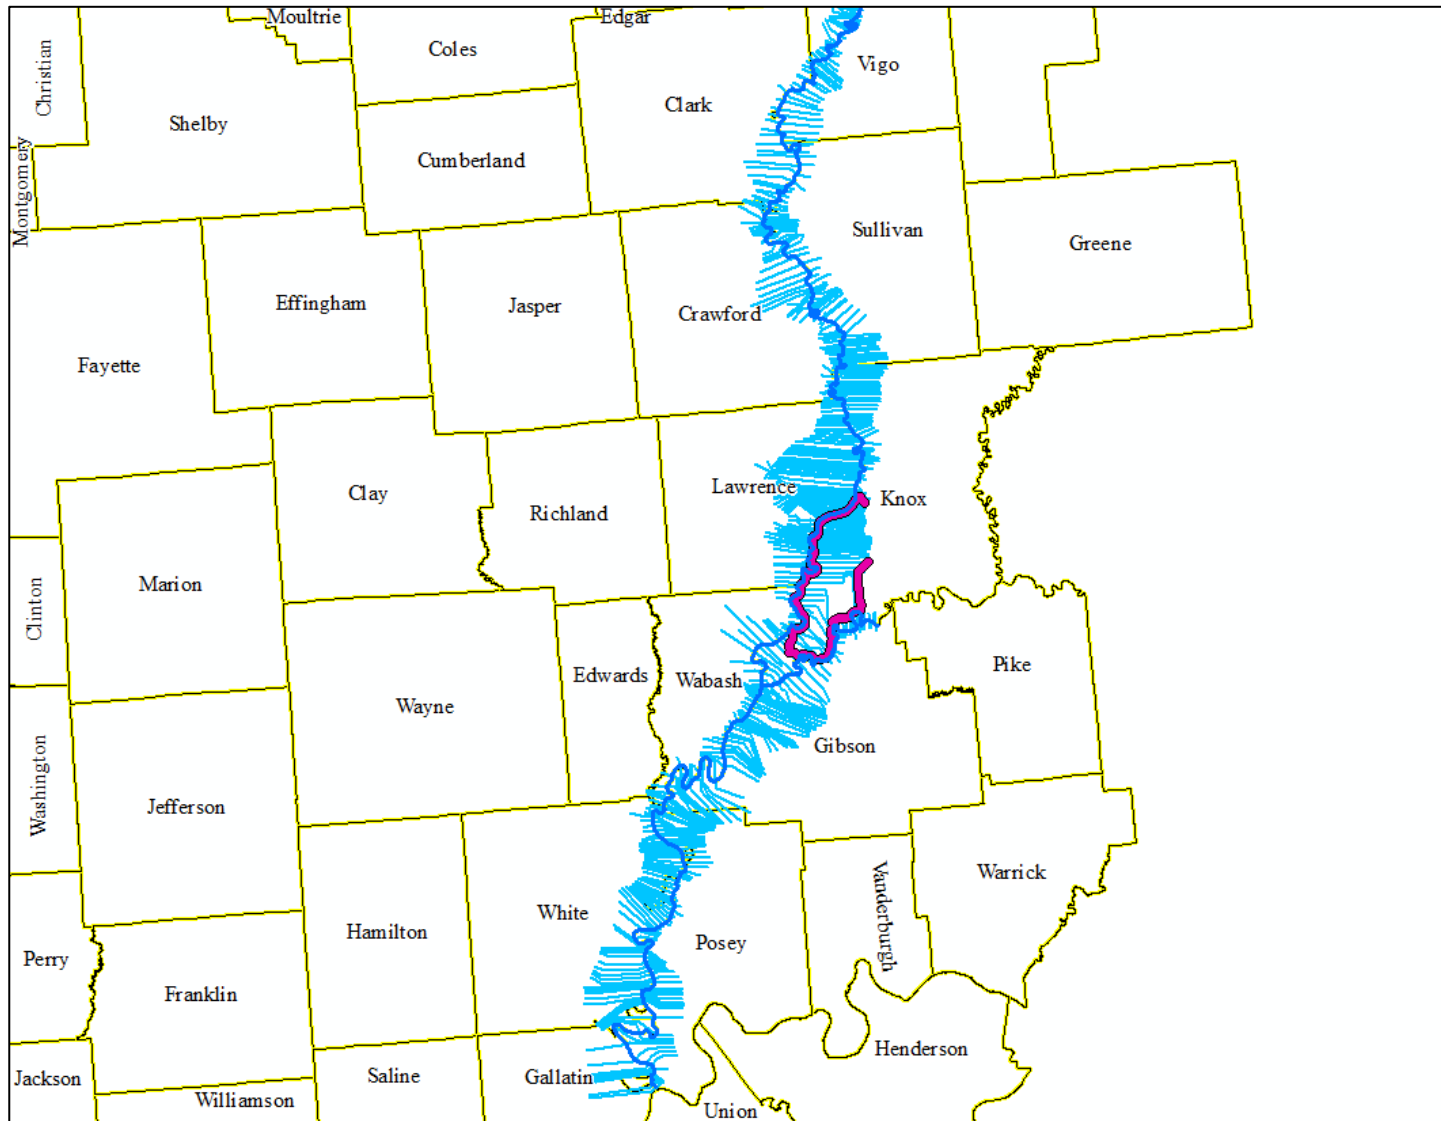 Moultrie
Edgar
Coles
Christian
Vigo
Clark
Shelby
Cumberland
Montgomery
Sullivan
Greene
Effingham
Jasper
Crawford
Fayette
Lawrence
Clay
Knox
Richland
Marion
Clinton
Pike
Edwards
Wabash
Wayne
Gibson
Washington
Jefferson
Warrick
White
Vanderburgh
Hamilton
Posey
Perry
Franklin
Henderson
Jackson
Saline
Gallatin
Williamson
Union